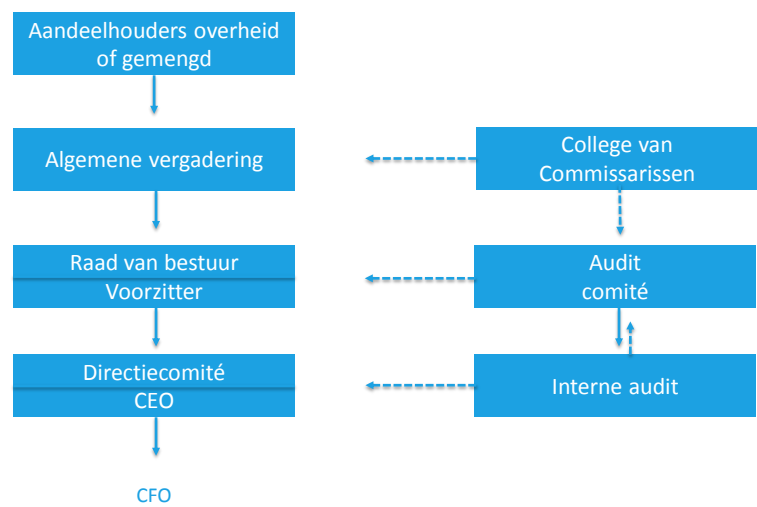 Aandeelhouders overheid
of gemengd
Algemene vergadering
College van
Commissarissen
Raad van bestuur
Voorzitter
Audit
comité
Directiecomité
CEO
Interne audit
CFO